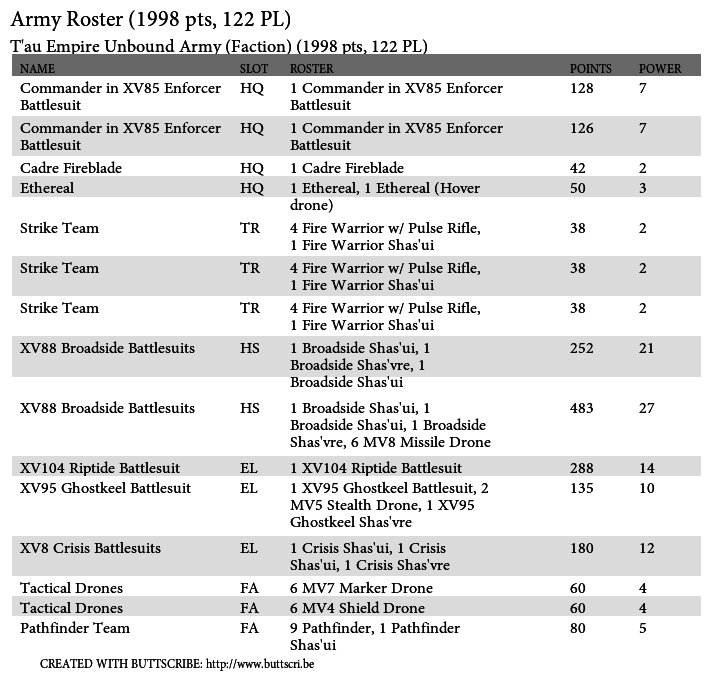 Army Roster (1998 pts, 122 PL)
T'au Empire Unbound Army (Faction) (1998 pts, 122 PL)
NAME SLOT ROSTER POINTS POWER
Commander in XV85 Enforcer HQ 1 Commander in XV85 Enforcer 128 7
Battlesuit Battlesuit
Commander in XV85 Enforcer HQ 1 Commander in XV85 Enforcer 126 7
Battlesuit Battlesuit
Cadre Fireblade HQ 1 Cadre Fireblade 42 2
Ethereal HQ 1 Ethereal, 1 Ethereal (Hover 50 3
drone)
Strike Team TR 4 Fire Warrior w/ Pulse Rifle, 38 2
1 Fire Warrior Shas'ui
Strike Team TR 4 Fire Warrior w/ Pulse Rifle, 38 2
1 Fire Warrior Shas'ui
Strike Team TR 4 Fire Warrior w/ Pulse Rifle, 38 2
1 Fire Warrior Shas'ui
XV88 Broadside Battlesuits HS 1 Broadside Shas'ui, 1 252 21
Broadside Shas'vre, 1
Broadside Shas'ui
XV88 Broadside Battlesuits HS 1 Broadside Shas'ui, 1 483 27
Broadside Shas'ui, 1 Broadside
Shas'vre, 6 MV8 Missile Drone
XV104 Riptide Battlesuit EL 1 XV104 Riptide Battlesuit 288 14
XV95 Ghostkeel Battlesuit EL 1 XV95 Ghostkeel Battlesuit, 2 135 10
MV5 Stealth Drone, 1 XV95
Ghostkeel Shas'vre
XV8 Crisis Battlesuits EL 1 Crisis Shas'ui, 1 Crisis 180 12
Shas'ui, 1 Crisis Shas'vre
Tactical Drones FA 6 MV7 Marker Drone 60 4
Tactical Drones FA 6 MV4 Shield Drone 60 4
Pathfinder Team FA 9 Pathfinder, 1 Pathfinder 80 5
Shas'ui
CREATED WITH BUTTSCRIBE: http://www.buttscri.be